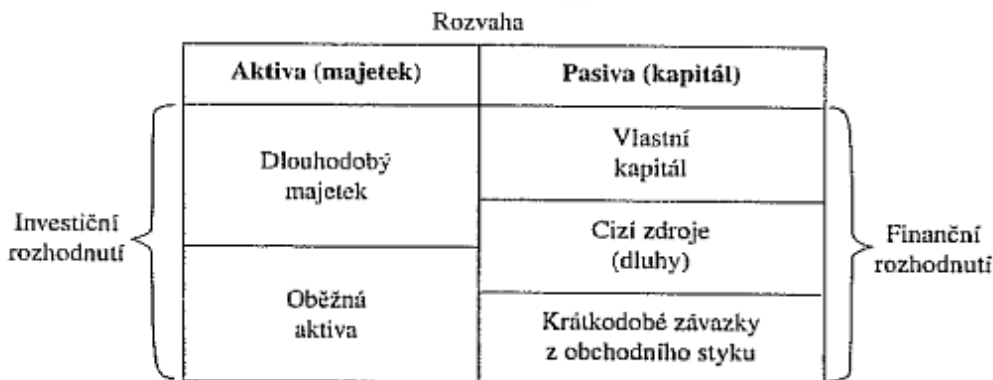 Rozvaha
Aktiva (majetek)
Pasiva (kapitál)
Investiční
rozhodnutí
Dlouhodobý
majetek
Oběžná
aktiva
Vlastní
kapitál
Cizí zdroje
(dluhy)
Krátkodobé závazky
z obchodního styku
Finanční
rozhodnutí